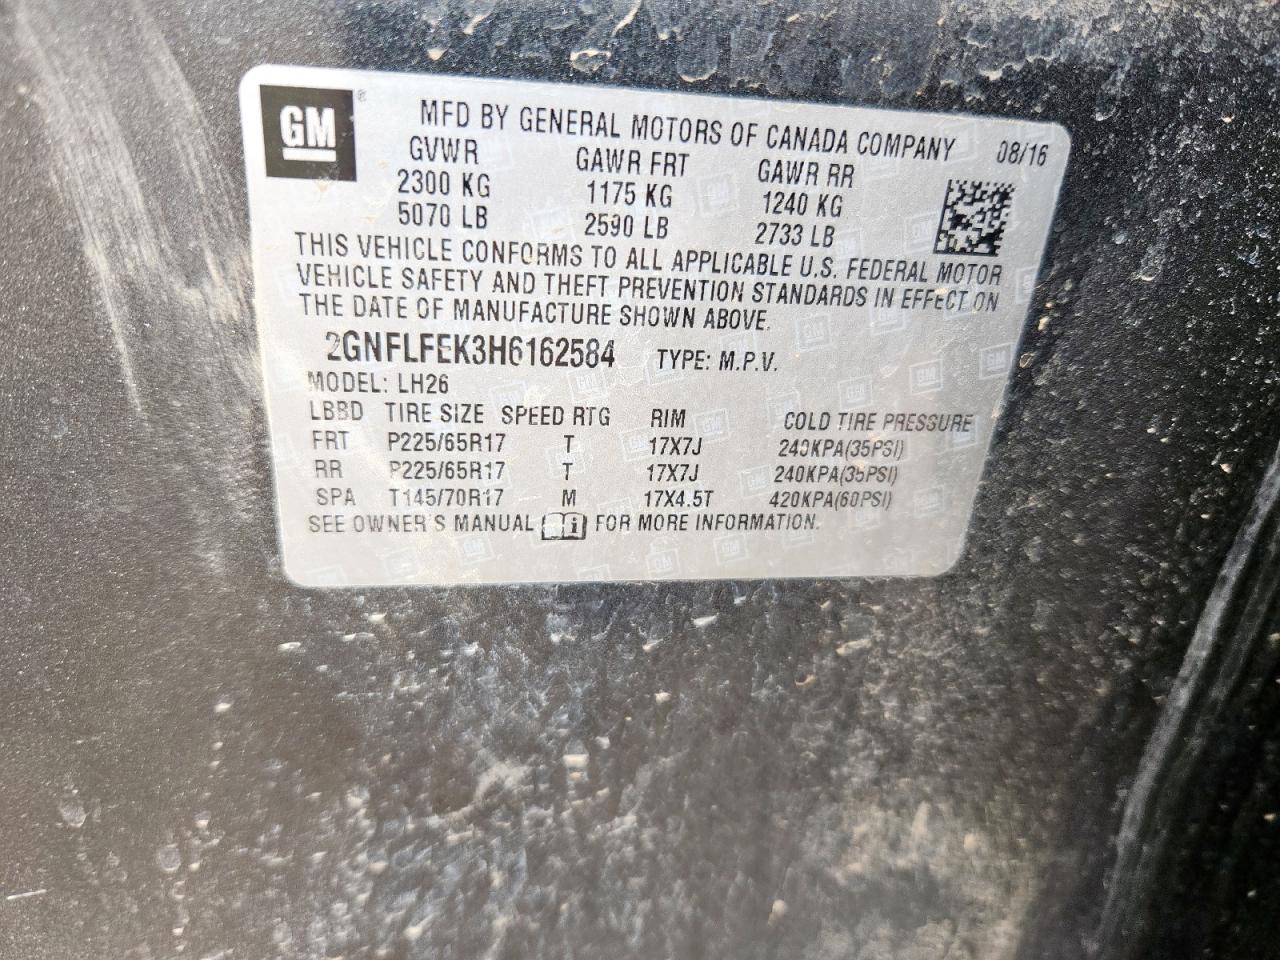 GM ®
MFD BY GENERAL MOTORS OF CANADA COMPANY 08/16
GVWR GAWR FRT GAWR RR
2300 KG 1175 KG 1240 KG
5070 LB 2590 LB 2733 LB
THIS VEHICLE CONFORMS TO ALL APPLICABLE U.S. FEDERAL MOTOR
VEHICLE SAFETY AND THEFT PREVENTION STANDARDS IN EFFECT ON
THE DATE OF MANUFACTURE SHOWN ABOVE.
2GNFLFEK3H6162584 TYPE: M.P.V.
MODEL: LH26
LBBD TIRE SIZE SPEED RTG RIM COLD TIRE PRESSURE
FRT P225/65R17 T 17X7J 240KPA(35PSI)
RR P225/65R17 T 17X7J 240KPA(35PSI)
SPA T145/70R17 M 17X4.5T 420KPA(60PSI)
SEE OWNER'S MANUAL FOR MORE INFORMATION.